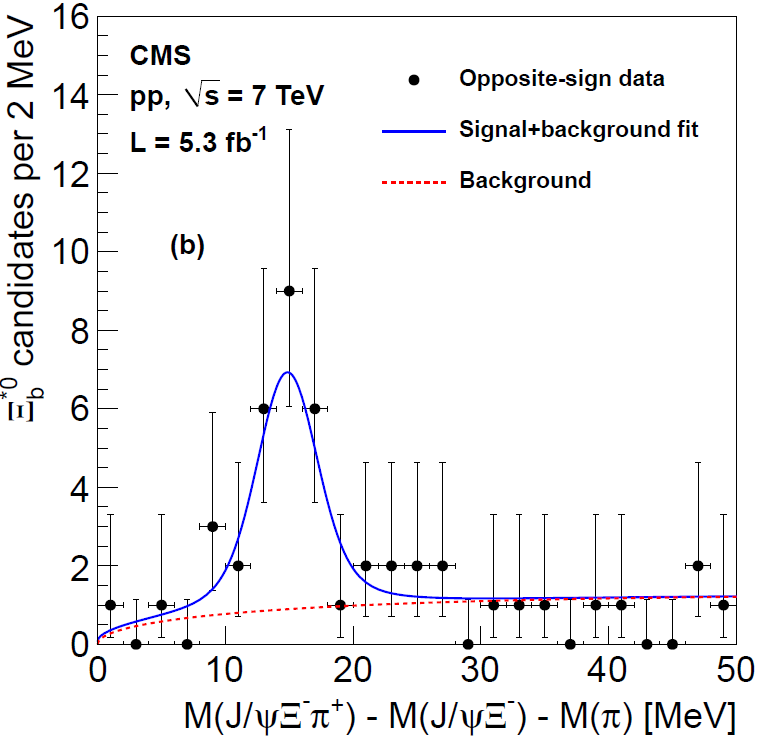 16
14
12
10
8
6
4
2
0
Ξb*0 candidates per 2 MeV
CMS
pp, √s = 7 TeV
L = 5.3 fb-1
(b)
Opposite-sign data
Signal+background fit
Background
0 10 20 30 40 50
M(J/ψΞ-π+) - M(J/ψΞ-) - M(π) [MeV]